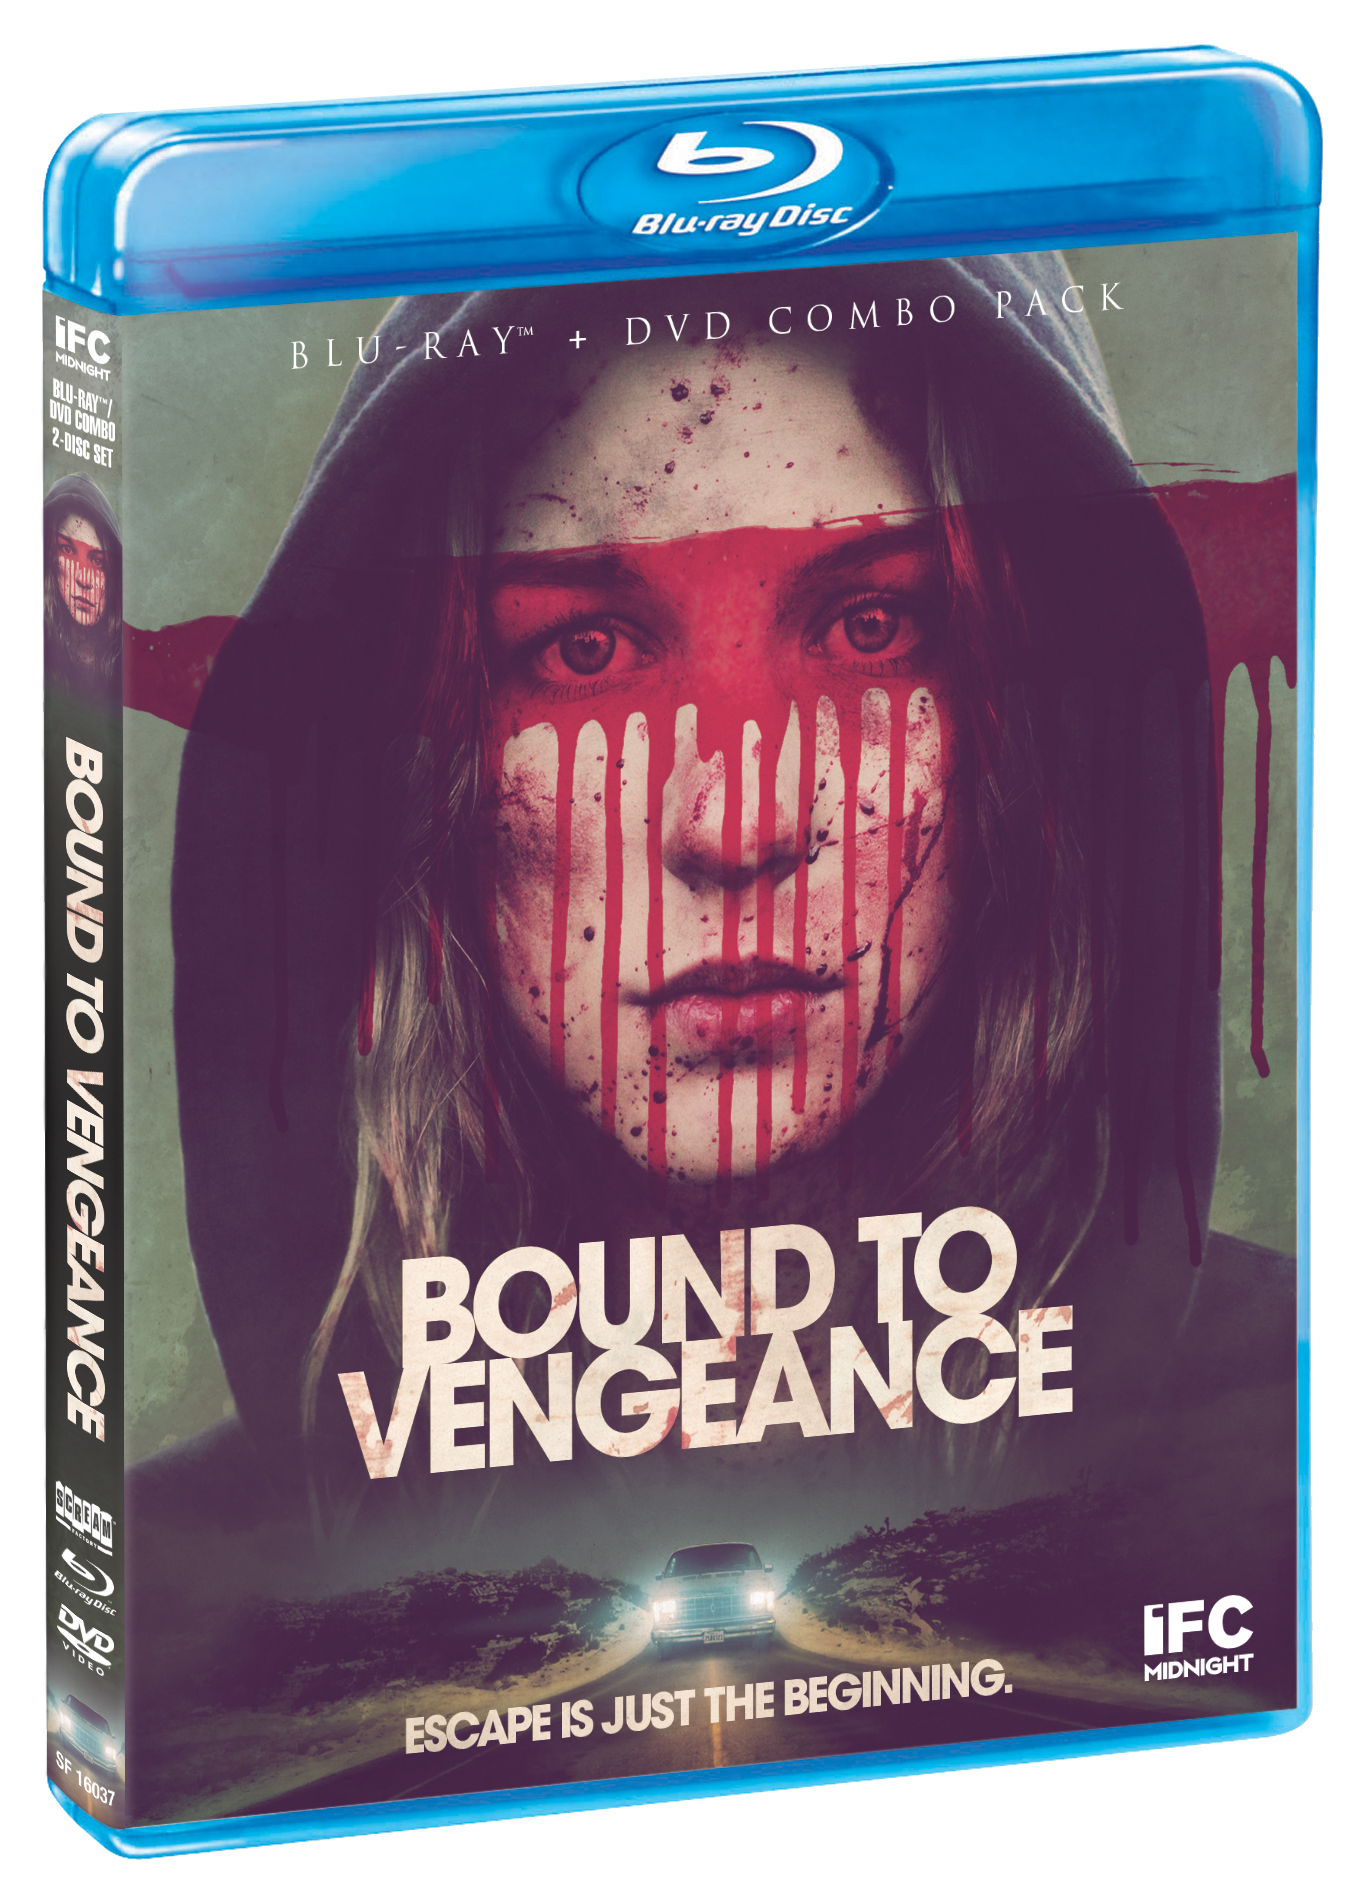 Blu-ray Disc
BLU-RAY™ + DVD COMBO PACK
BOUND TO
VENGEANCE
ESCAPE IS JUST THE BEGINNING.
IFC
MIDNIGHT
IFC
MIDNIGHT
BLU-RAY™/
DVD COMBO
2-DISC SET
BOUND TO VENGEANCE
SCREAM
FACTORY
Blu-ray Disc
DVD
VIDEO
SF 16037